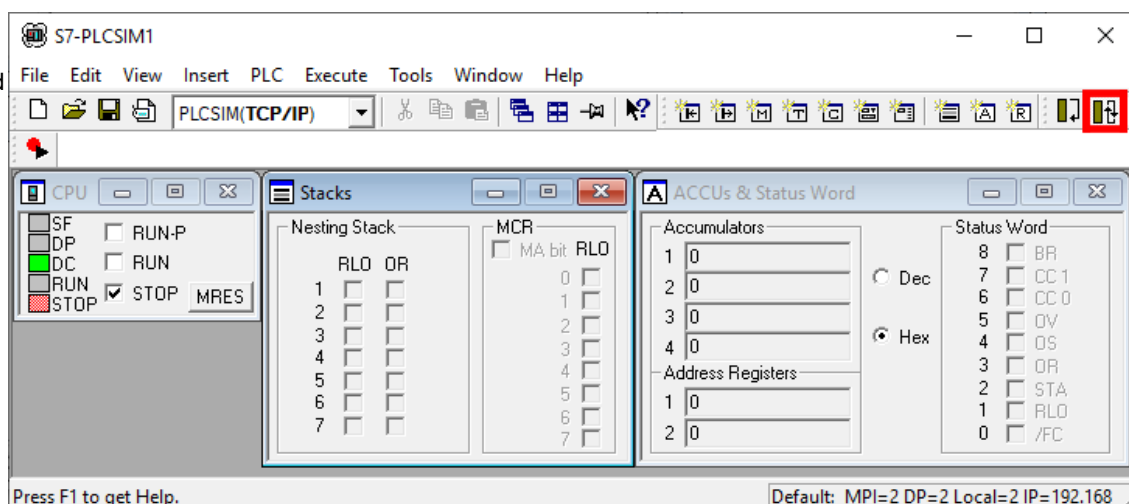 S7-PLCSIM1
File Edit View Insert PLC Execute Tools Window Help
PLCSIM(TCP/IP)
CPU
SF
DP
DC
RUN
STOP
RUN-P
RUN
STOP
MRES
Stacks
Nesting Stack
RLO OR
1
2
3
4
5
6
7
MCR
MA bit RLO
0
1
2
3
4
5
6
7
A ACCUs & Status Word
Accumulators
1 0
2 0
3 0
4 0
Address Registers
1 0
2 0
Dec
Hex
Status Word
8 BR
7 CC 1
6 CC 0
5 OV
4 OS
3 OR
2 STA
1 RLO
0 /FC
Press F1 to get Help.
Default: MPI=2 DP=2 Local=2 IP=192.168